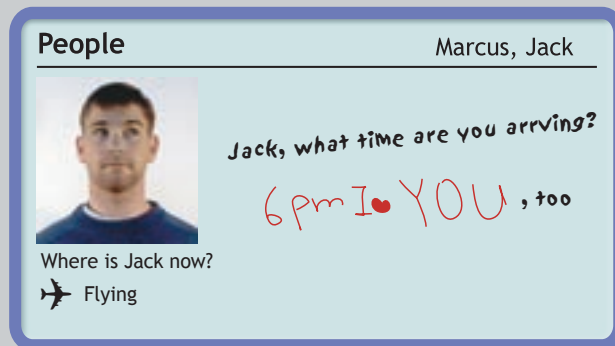 People
Marcus, Jack
Jack, what time are you arrving?
6pm I YOU, too
Where is Jack now?
Flying